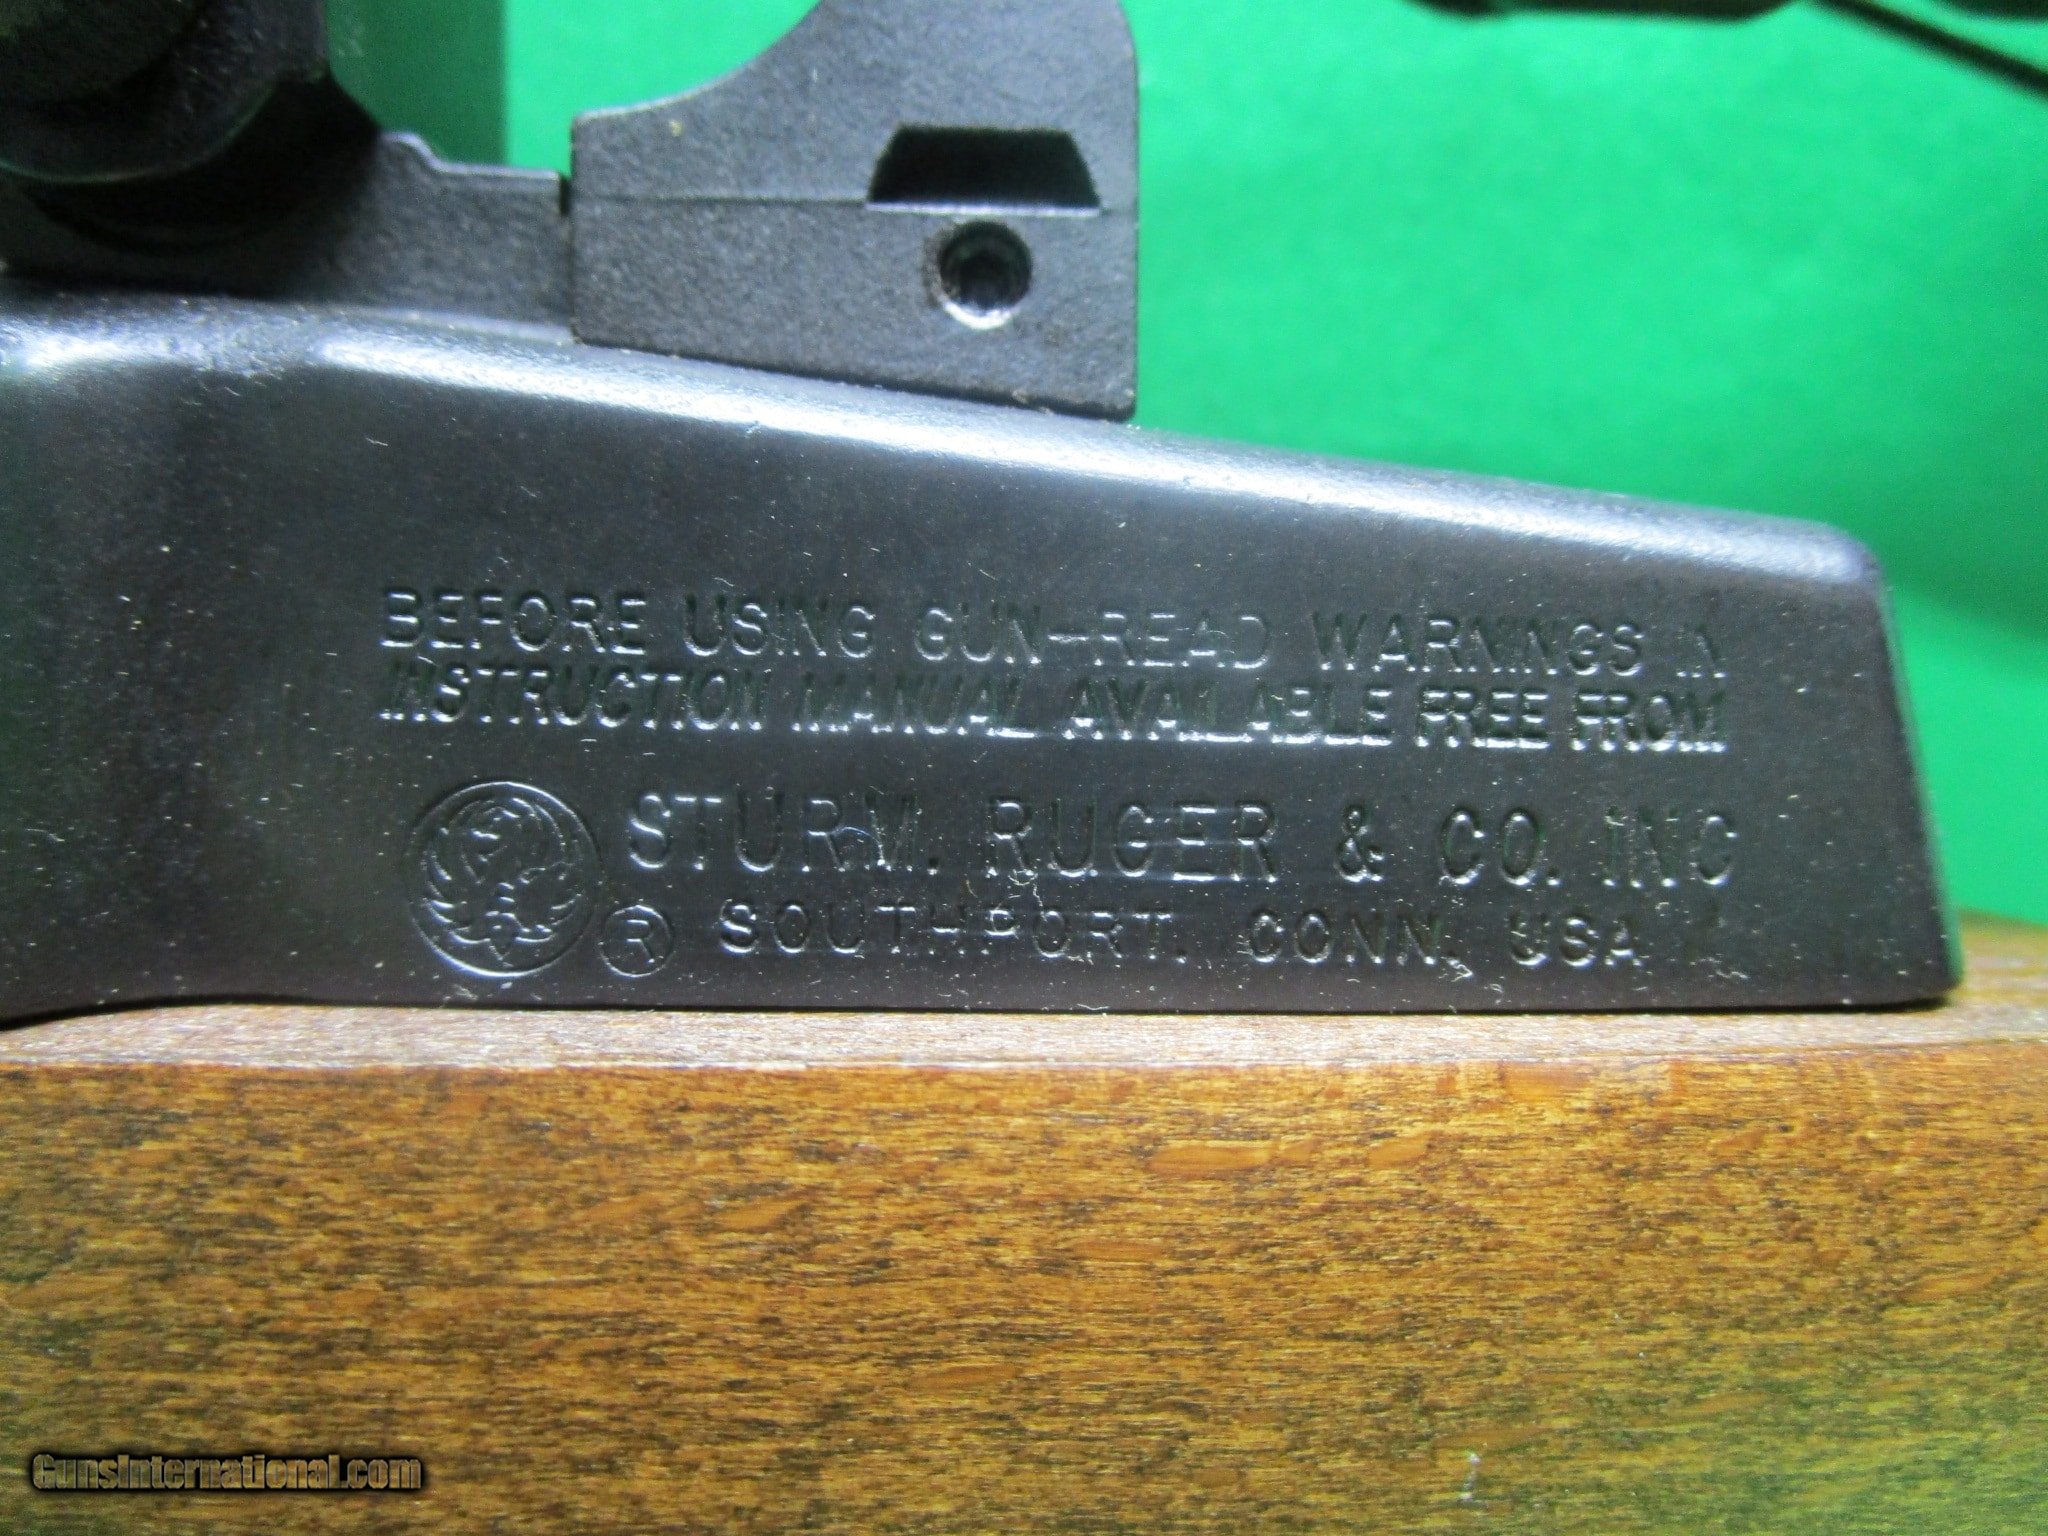 BEFORE USING GUN-READ WARNINGS IN
INSTRUCTION MANUAL AVAILABLE FREE FROM
STURM, RUGER & CO. INC
® SOUTHPORT, CONN. USA
GunsInternational.com